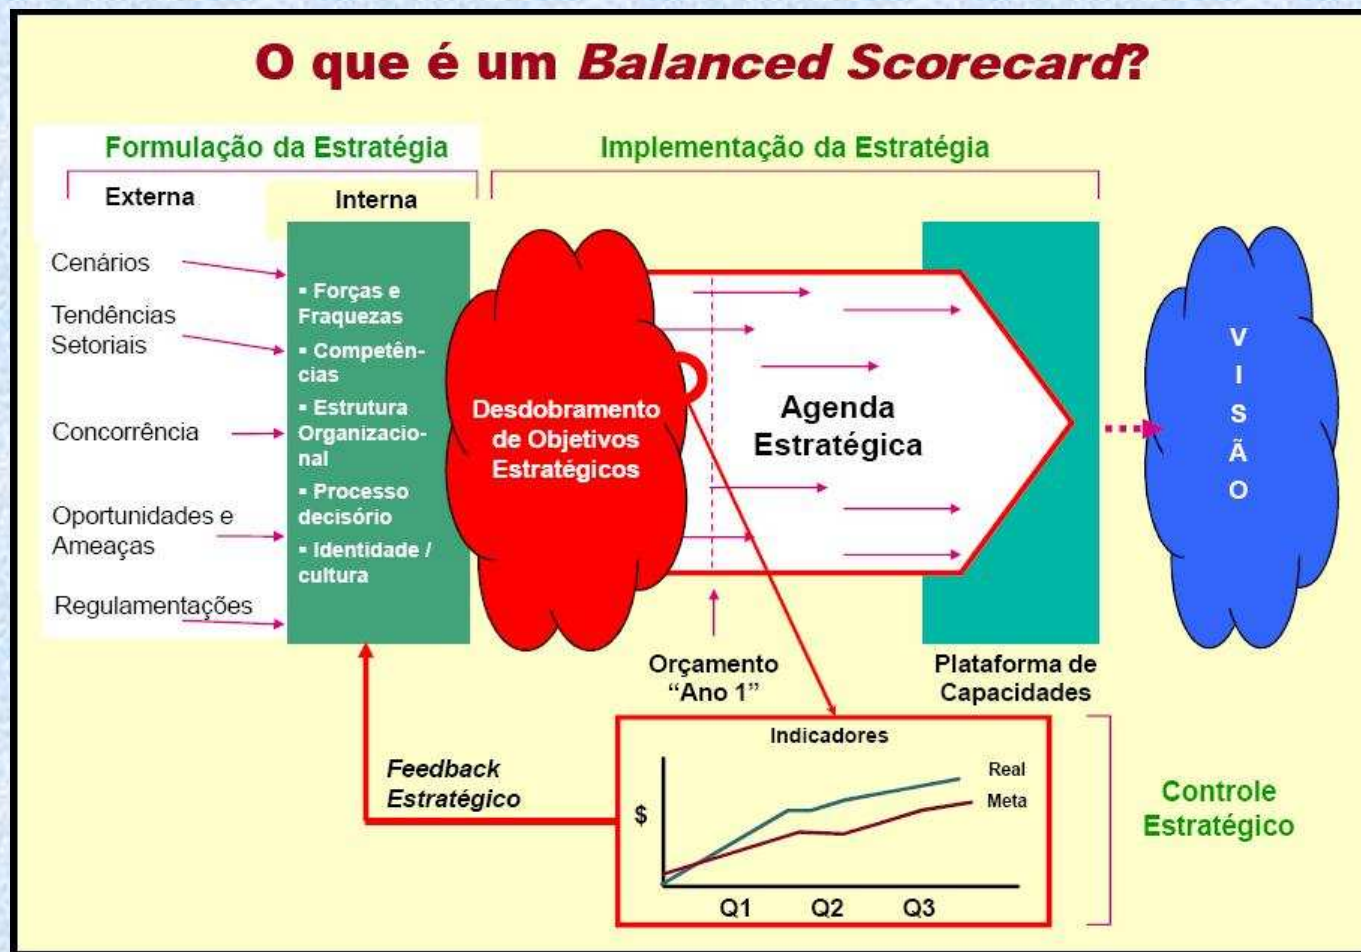 O que é um Balanced Scorecard?
Formulação da Estratégia
Implementação da Estratégia
Externa
Interna
Cenários
Tendências
Setoriais
Concorrência
Oportunidades e
Ameaças
Regulamentações
▪ Forças e
Fraquezas
▪ Competên-
cias
▪ Estrutura
Organizacio-
nal
▪ Processo
decisório
▪ Identidade /
cultura
Desdobramento
de Objetivos
Estratégicos
Agenda
Estratégica
V
I
S
Ã
O
Orçamento
“Ano 1”
Plataforma de
Capacidades
Feedback
Estratégico
Indicadores
$
Real
Meta
Q1 Q2 Q3
Controle
Estratégico